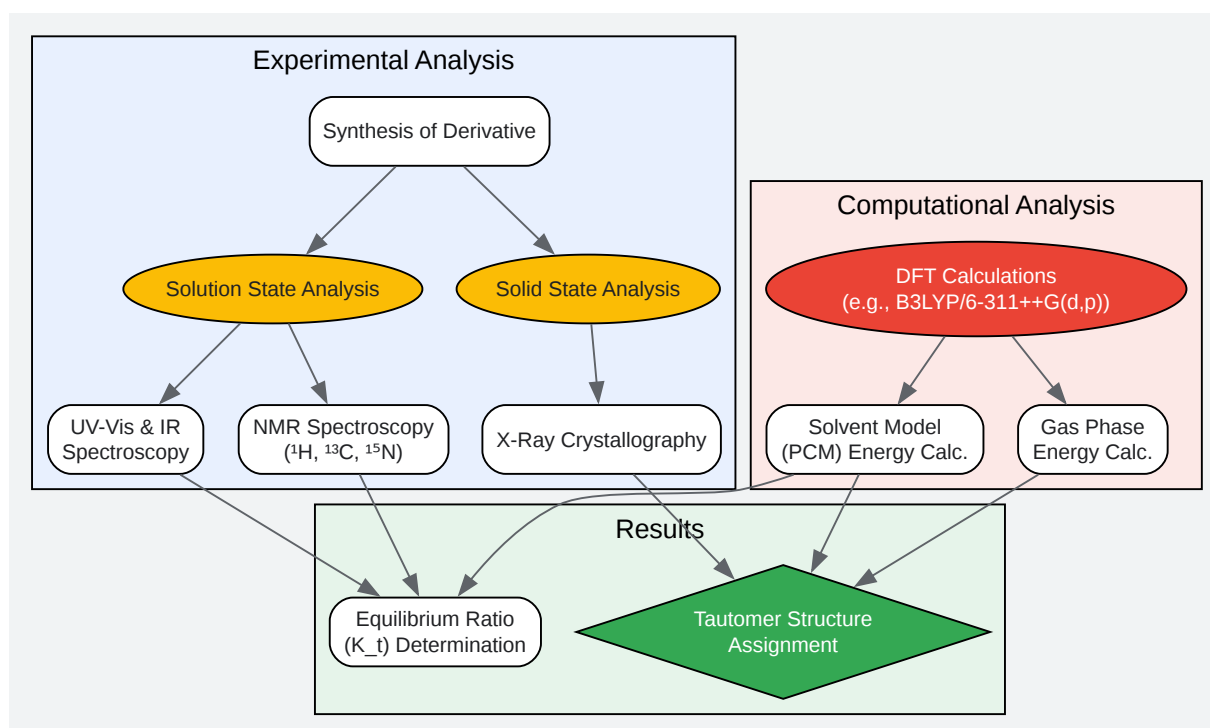 Experimental Analysis
Synthesis of Derivative
Solution State Analysis
Solid State Analysis
UV-Vis & IR
Spectroscopy
NMR Spectroscopy
(¹H, ¹³C, ¹⁵N)
X-Ray Crystallography
Computational Analysis
DFT Calculations
(e.g., B3LYP/6-311++G(d,p))
Solvent Model
(PCM) Energy Calc.
Gas Phase
Energy Calc.
Results
Equilibrium Ratio
(K_t) Determination
Tautomer Structure
Assignment